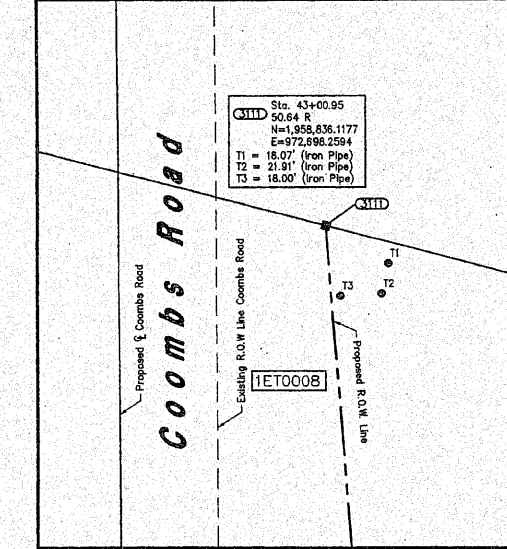 Sta. 43+00.95
3111 50.64 R
N=1,958,836.1177
E=972,698.2594
T1 = 18.07' (Iron Pipe)
T2 = 21.91' (Iron Pipe)
T3 = 18.00' (Iron Pipe)
3111
T1
T2
T3
Coombs Road
Proposed ℄ Coombs Road
Existing R.O.W Line Coombs Road
1ET0008
Proposed R.O.W. Line